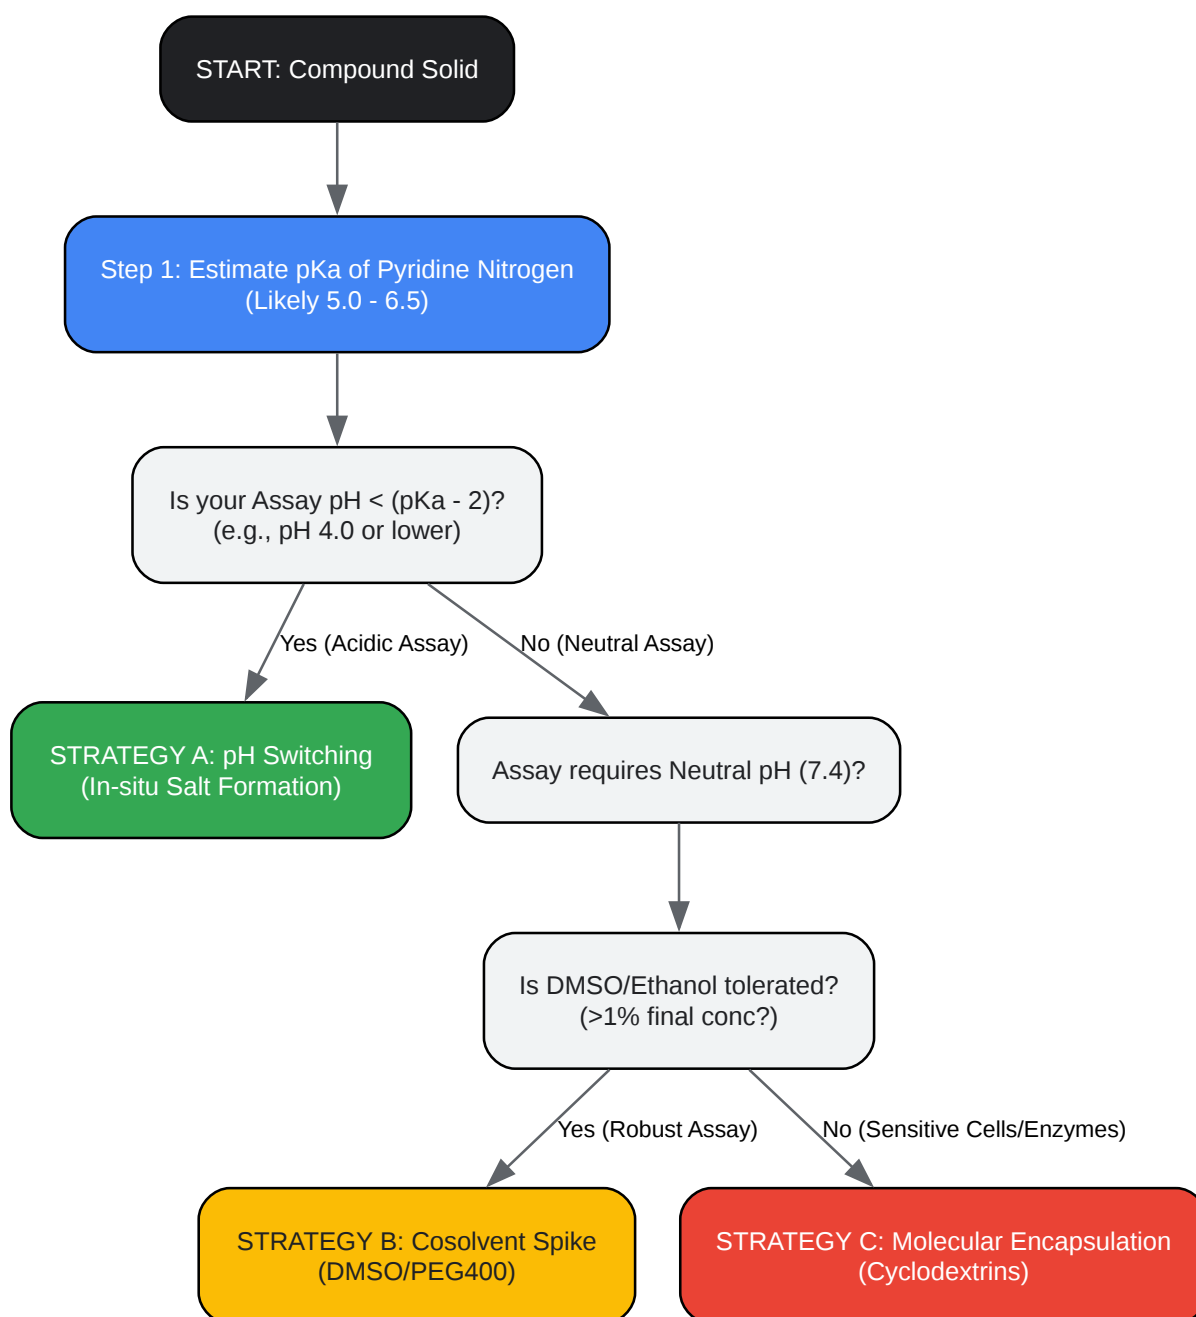 START: Compound Solid
Step 1: Estimate pKa of Pyridine Nitrogen
(Likely 5.0 - 6.5)
Is your Assay pH < (pKa - 2)?
(e.g., pH 4.0 or lower)
Yes (Acidic Assay)
No (Neutral Assay)
STRATEGY A: pH Switching
(In-situ Salt Formation)
Assay requires Neutral pH (7.4)?
Is DMSO/Ethanol tolerated?
(>1% final conc?)
Yes (Robust Assay)
No (Sensitive Cells/Enzymes)
STRATEGY B: Cosolvent Spike
(DMSO/PEG400)
STRATEGY C: Molecular Encapsulation
(Cyclodextrins)